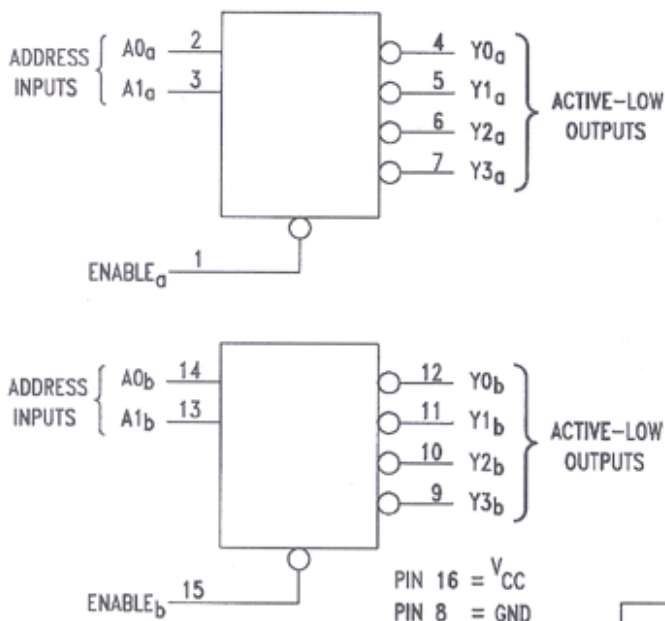 ADDRESS INPUTS
A0a 2
A1a 3
4 Y0a
5 Y1a
6 Y2a
7 Y3a
ACTIVE-LOW OUTPUTS
ENABLEa 1
ADDRESS INPUTS
A0b 14
A1b 13
12 Y0b
11 Y1b
10 Y2b
9 Y3b
ACTIVE-LOW OUTPUTS
ENABLEb 15
PIN 16 = VCC
PIN 8 = GND